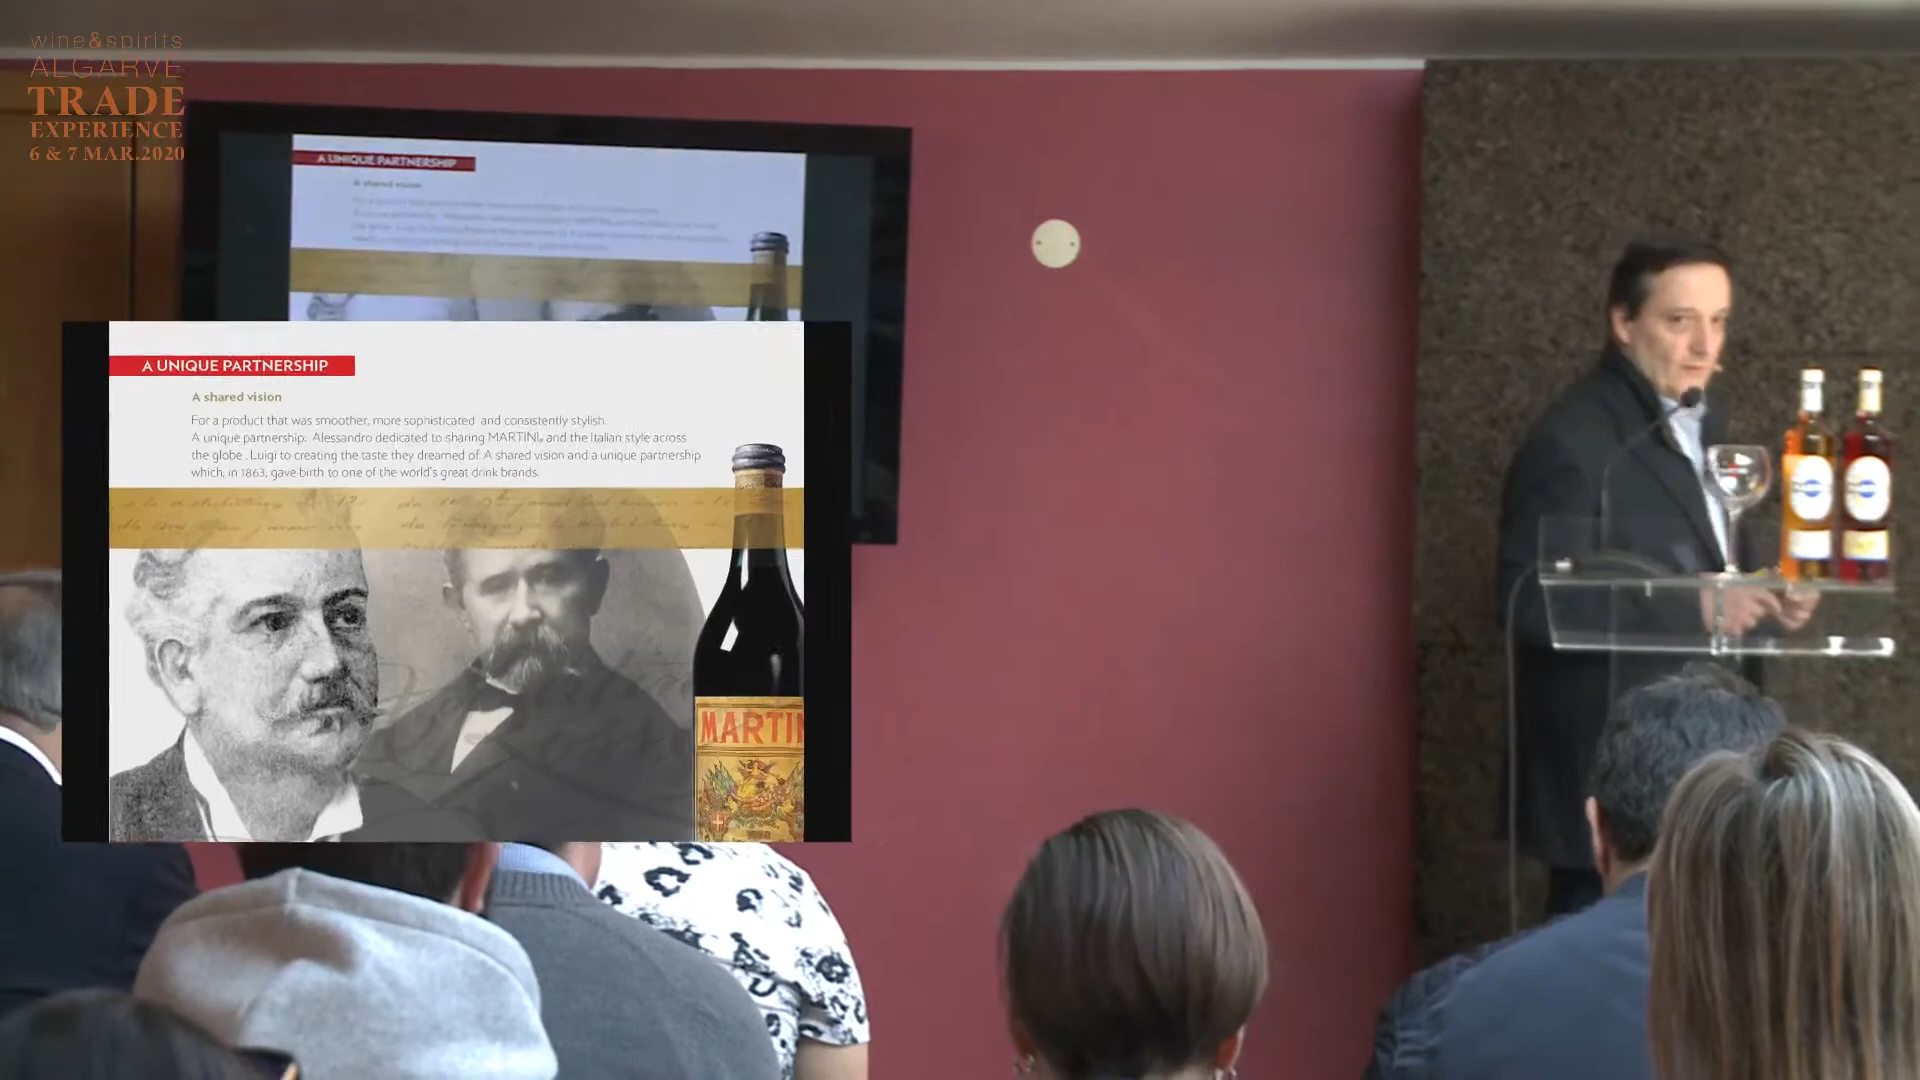 wine&spirits
ALGARVE
TRADE
EXPERIENCE
6 & 7 MAR.2020
A UNIQUE PARTNERSHIP
A shared vision
A UNIQUE PARTNERSHIP
A shared vision
For a product that was smoother, more sophisticated and consistently stylish.
A unique partnership: Alessandro dedicated to sharing MARTINI® and the Italian style across
the globe . Luigi to creating the taste they dreamed of. A shared vision and a unique partnership
which, in 1863, gave birth to one of the world's great drink brands.
MARTIN